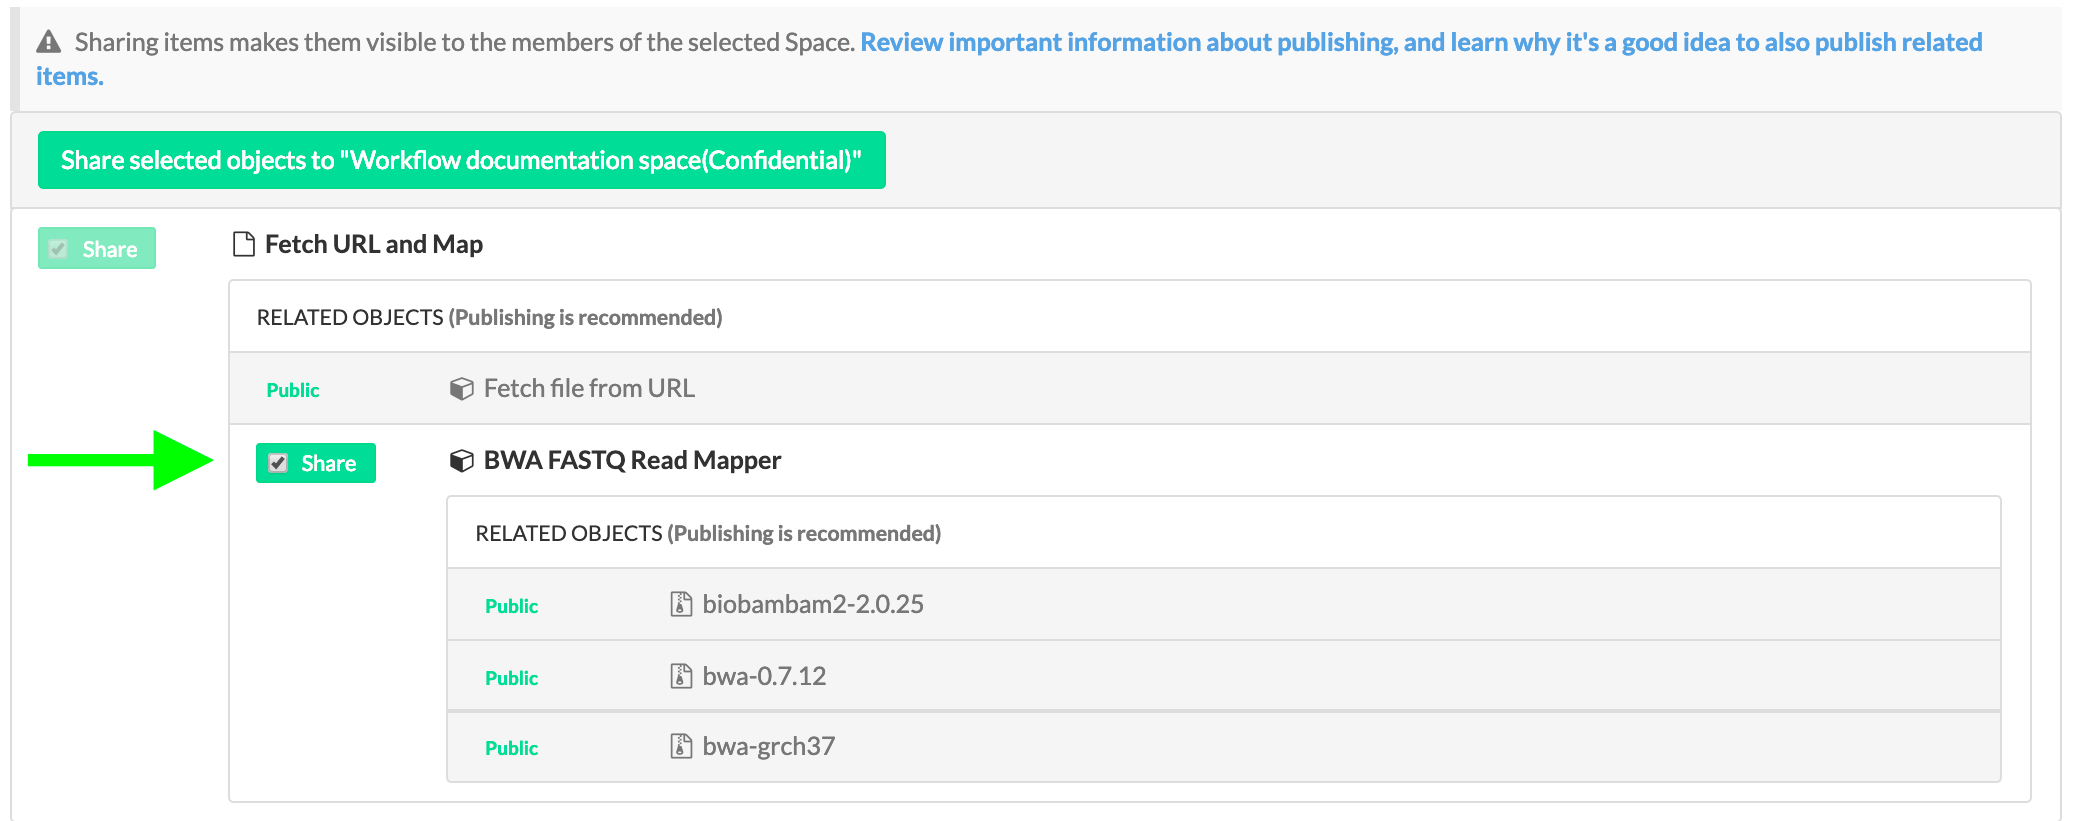 Sharing items makes them visible to the members of the selected Space. Review important information about publishing, and learn why it's a good idea to also publish related
items.
Share selected objects to "Workflow documentation space(Confidential)"
Share
Fetch URL and Map
RELATED OBJECTS (Publishing is recommended)
Public
Fetch file from URL
Share
BWA FASTQ Read Mapper
RELATED OBJECTS (Publishing is recommended)
Public
biobambam2-2.0.25
Public
bwa-0.7.12
Public
bwa-grch37